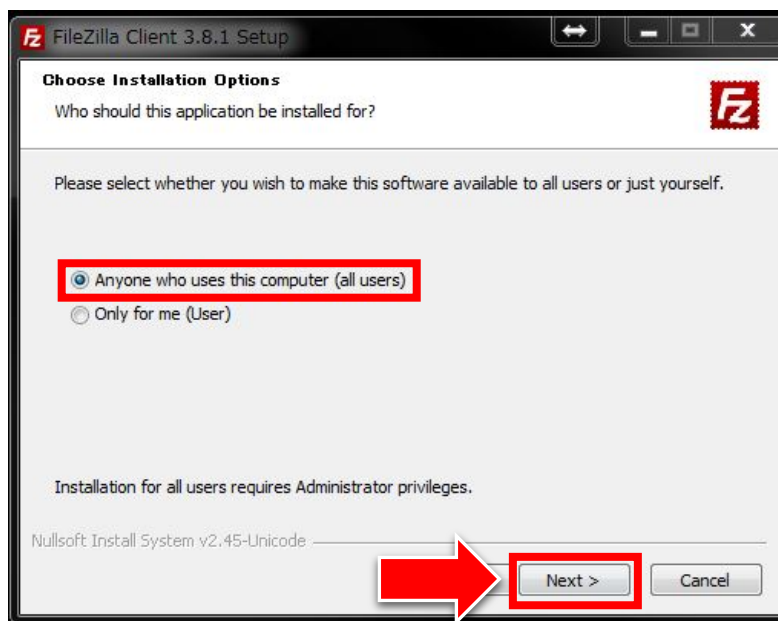 FileZilla Client 3.8.1 Setup
Choose Installation Options
Who should this application be installed for?
Fz
Please select whether you wish to make this software available to all users or just yourself.
Anyone who uses this computer (all users)
Only for me (User)
Installation for all users requires Administrator privileges.
Nullsoft Install System v2.45-Unicode
Next >
Cancel